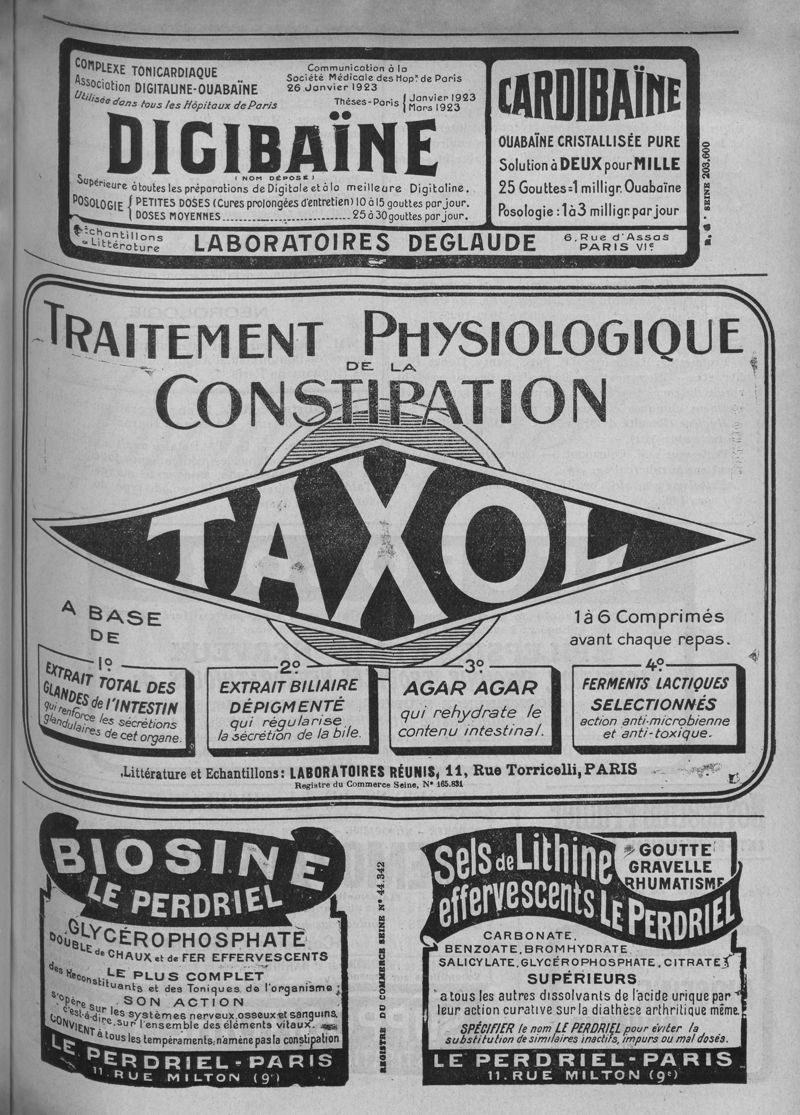 COMPLEXE TONICARDIAQUE
Association DIGITALINE-OUABAÏNE
Utilisée dans tous les Hôpitaux de Paris
Communication à la
Société Médicale des Hop.x de Paris
26 Janvier 1923
Thèses-Paris { Janvier 1923
Mars 1923
DIGIBAÏNE
( NOM DÉPOSÉ )
Supérieure à toutes les préparations de Digitale et à la meilleure Digitaline.
POSOLOGIE { PETITES DOSES (Cures prolongées d'entretien) 10 à 15 gouttes par jour.
DOSES MOYENNES........................ 25 à 30 gouttes par jour.
CARDIBAÏNE
OUABAÏNE CRISTALLISÉE PURE
Solution à DEUX pour MILLE
25 Gouttes=1 milligr. Ouabaïne
Posologie : 1 à 3 milligr. par jour
Echantillons
Littérature
LABORATOIRES DEGLAUDE
6, Rue d'Assas
PARIS VIe
SEINE 203,600
TRAITEMENT PHYSIOLOGIQUE
DE LA
CONSTIPATION
TAXOL
A BASE
DE
1 à 6 Comprimés
avant chaque repas.
1º
EXTRAIT TOTAL DES
GLANDES de l'INTESTIN
qui renforce les sécrétions
glandulaires de cet organe.
2º
EXTRAIT BILIAIRE
DÉPIGMENTÉ
qui régularise
la sécrétion de la bile.
3º
AGAR AGAR
qui rehydrate le
contenu intestinal.
4º
FERMENTS LACTIQUES
SELECTIONNÉS
action anti-microbienne
et anti-toxique.
Littérature et Echantillons: LABORATOIRES RÉUNIS, 11, Rue Torricelli, PARIS
Registre du Commerce Seine, Nº 165.831
BIOSINE
LE PERDRIEL
GLYCÉROPHOSPHATE
DOUBLE de CHAUX et de FER EFFERVESCENTS
LE PLUS COMPLET
des Reconstituants et des Toniques de l'organisme ;
SON ACTION
s'opère sur les systèmes nerveux, osseux et sanguins,
c'est-à-dire, sur l'ensemble des éléments vitaux.
CONVIENT à tous les tempéraments, n'amène pas la constipation
LE PERDRIEL - PARIS
11. RUE MILTON (9e)
REGISTRE DU COMMERCE SEINE Nº 44.342
Sels de Lithine
effervescents LE PERDRIEL
GOUTTE
GRAVELLE
RHUMATISME
CARBONATE,
BENZOATE, BROMHYDRATE,
SALICYLATE, GLYCÉROPHOSPHATE, CITRATE
SUPÉRIEURS
a tous les autres dissolvants de l'acide urique par
leur action curative sur la diathèse arthritique même.
SPÉCIFIER le nom LE PERDRIEL pour éviter la
substitution de similaires inactifs, impurs ou mal dosés.
LE PERDRIEL-PARIS
11. RUE MILTON (9e)